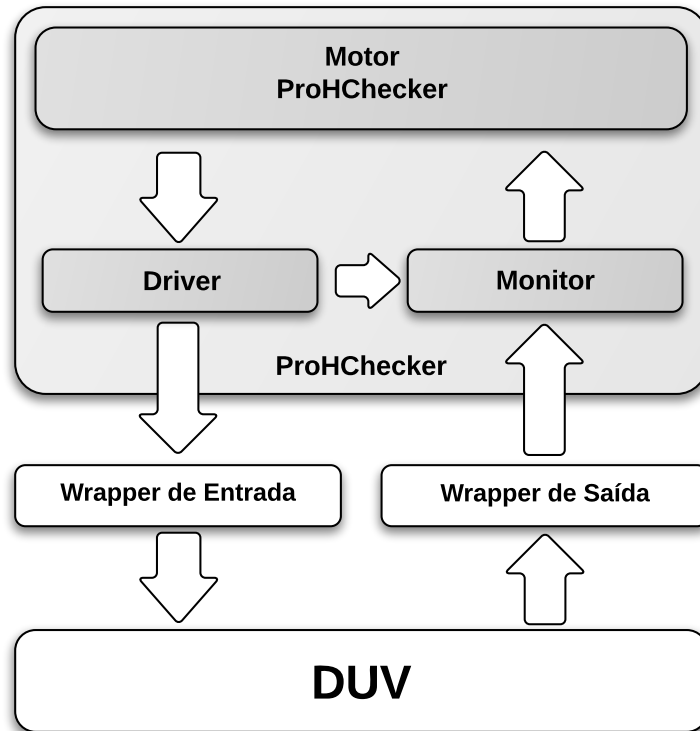 Motor
ProHChecker
Driver
Monitor
ProHChecker
Wrapper de Entrada
Wrapper de Saída
DUV